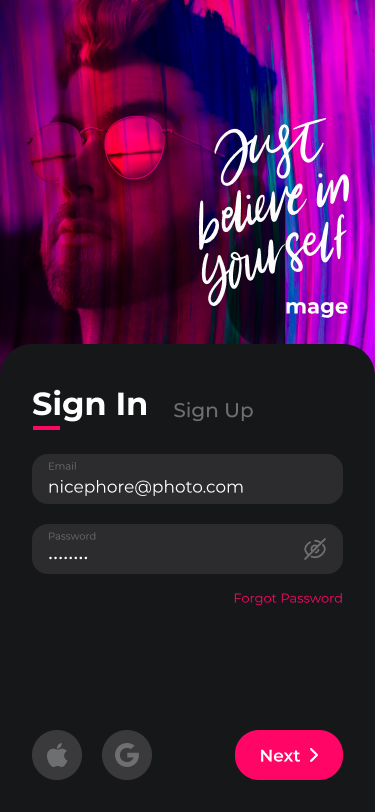 Just
believe in
yourself
mage
Sign In
Sign Up
Email
nicephore@photo.com
Password
........
Forgot Password
Next